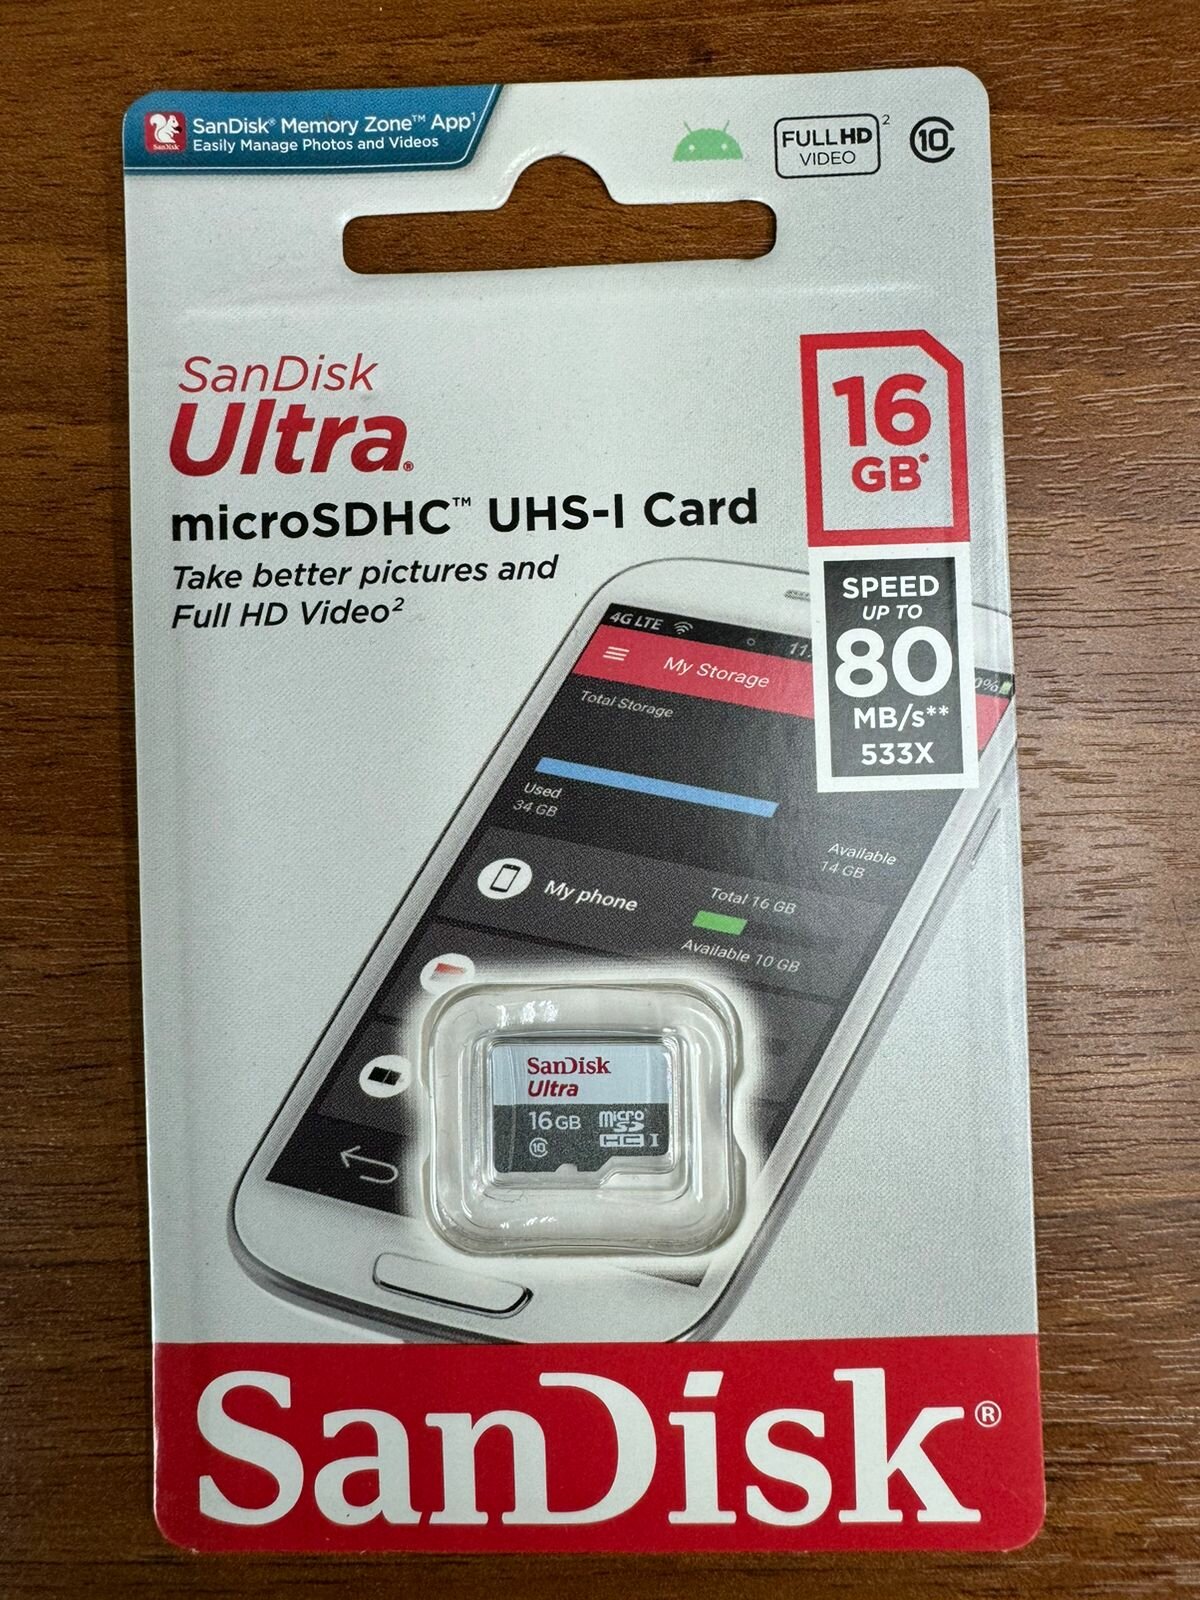 SanDisk® Memory Zone™ App¹
Easily Manage Photos and Videos
SanDisk
FULL HD²
VIDEO
10
SanDisk
Ultra®
microSDHC™ UHS-I Card
Take better pictures and
Full HD Video²
16
GB*
SPEED
UP TO
80
MB/s**
533X
4G LTE
My Storage
Total Storage
Used
34 GB
Available
14 GB
My phone
Total 16 GB
Available 10 GB
SanDisk
Ultra
16 GB
micro
SD
HC I
10
SanDisk®